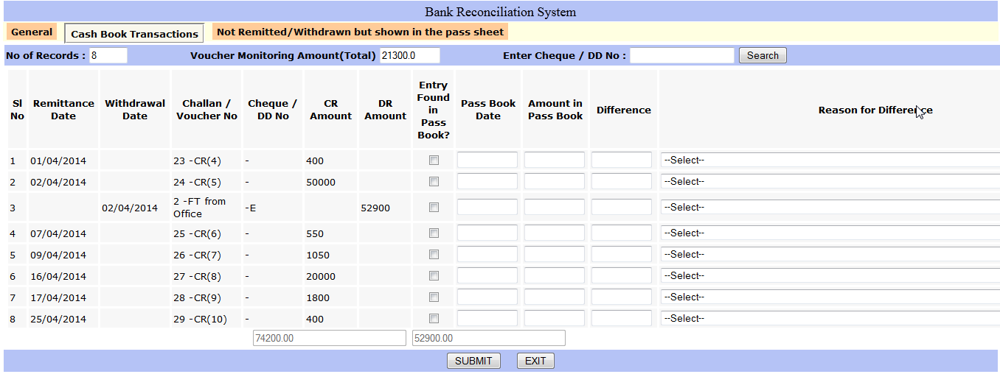 Bank Reconciliation System
General Cash Book Transactions Not Remitted/Withdrawn but shown in the pass sheet
No of Records : 8 Voucher Monitoring Amount(Total) 21300.0 Enter Cheque / DD No : Search
Sl No Remittance Date Withdrawal Date Challan / Voucher No Cheque / DD No CR Amount DR Amount Entry Found in Pass Book? Pass Book Date Amount in Pass Book Difference Reason for Difference
1 01/04/2014 23 -CR(4) - 400 --Select--
2 02/04/2014 24 -CR(5) - 50000 --Select--
3 02/04/2014 2 -FT from Office -E 52900 --Select--
4 07/04/2014 25 -CR(6) - 550 --Select--
5 09/04/2014 26 -CR(7) - 1050 --Select--
6 16/04/2014 27 -CR(8) - 20000 --Select--
7 17/04/2014 28 -CR(9) - 1800 --Select--
8 25/04/2014 29 -CR(10) - 400 --Select--
74200.00 52900.00
SUBMIT EXIT